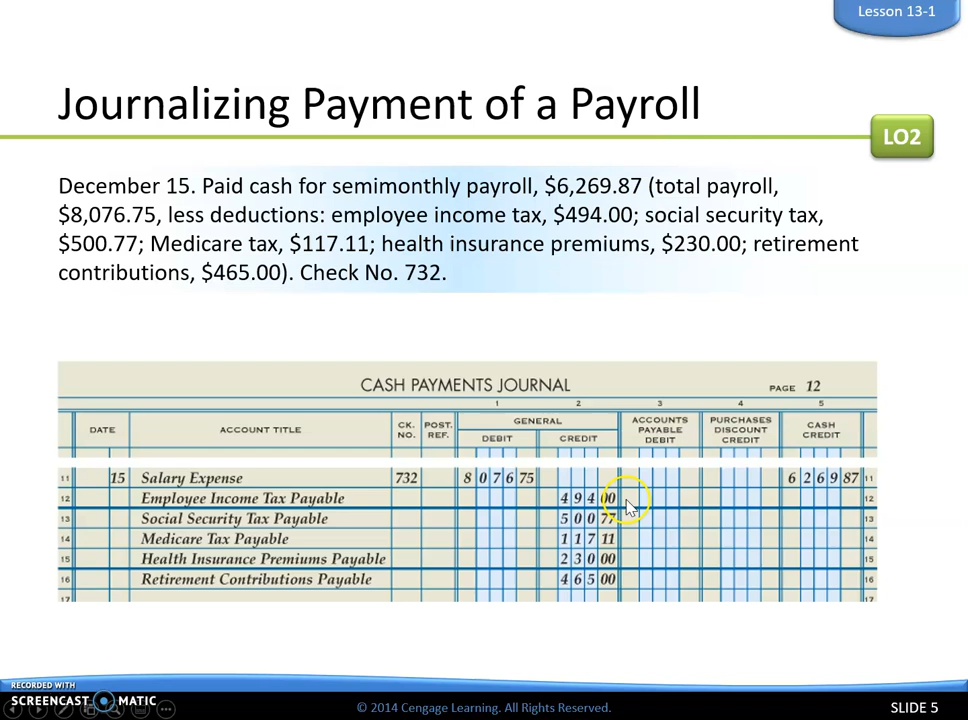 Lesson 13-1
Journalizing Payment of a Payroll
LO2
December 15. Paid cash for semimonthly payroll, $6,269.87 (total payroll,
$8,076.75, less deductions: employee income tax, $494.00; social security tax,
$500.77; Medicare tax, $117.11; health insurance premiums, $230.00; retirement
contributions, $465.00). Check No. 732.
CASH PAYMENTS JOURNAL PAGE 12
1 2 3 4 5
DATE ACCOUNT TITLE CK. NO. POST. REF. GENERAL DEBIT CREDIT ACCOUNTS PAYABLE DEBIT PURCHASES DISCOUNT CREDIT CASH CREDIT
11 15 Salary Expense 732 8 0 7 6 75 6 2 6 9 87 11
12 Employee Income Tax Payable 4 9 4 00 12
13 Social Security Tax Payable 5 0 0 77 13
14 Medicare Tax Payable 1 1 7 11 14
15 Health Insurance Premiums Payable 2 3 0 00 15
16 Retirement Contributions Payable 4 6 5 00 16
17 17
RECORDED WITH
SCREENCAST MATIC
© 2014 Cengage Learning. All Rights Reserved.
SLIDE 5